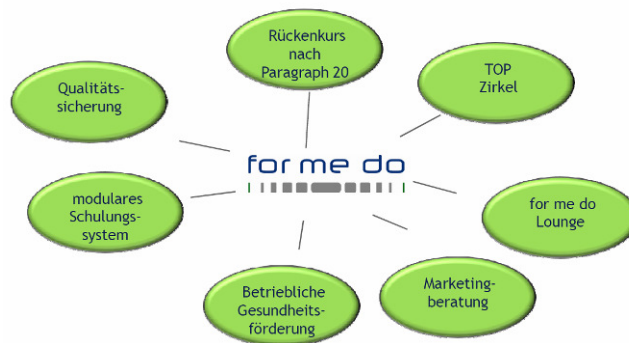 Rückenkurs
nach
Paragraph 20
TOP
Zirkel
Qualitäts-
sicherung
for me do
modulares
Schulungs-
system
for me do
Lounge
Betriebliche
Gesundheits-
förderung
Marketing-
beratung